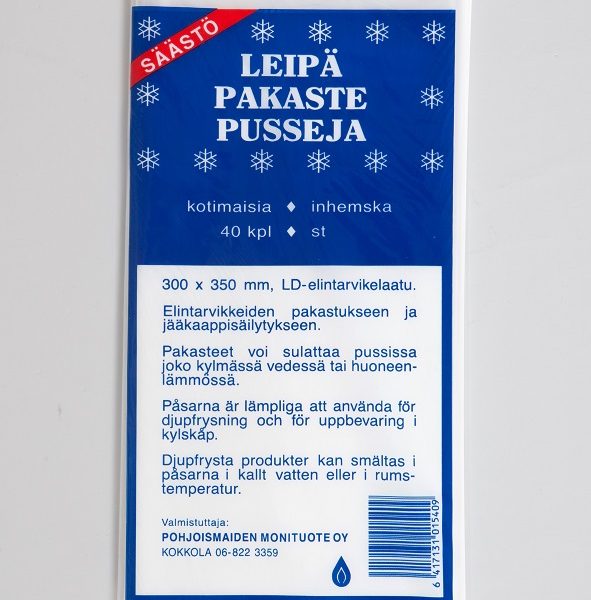 SÄÄSTÖ
LEIPÄ
PAKASTE
PUSSEJA
kotimaisia ♦ inhemska
40 kpl ♦ st
300 x 350 mm, LD-elintarvikelaatu.
Elintarvikkeiden pakastukseen ja
jääkaappisäilytykseen.
Pakasteet voi sulattaa pussissa
joko kylmässä vedessä tai huoneen-
lämmössä.
Påsarna är lämpliga att använda för
djupfrysning och för uppbevaring i
kylskåp.
Djupfrysta produkter kan smältas i
påsarna i kallt vatten eller i rums-
temperatur.
Valmistuttaja:
POHJOISMAIDEN MONITUOTE OY
KOKKOLA 06-822 3359
6 417131 015409